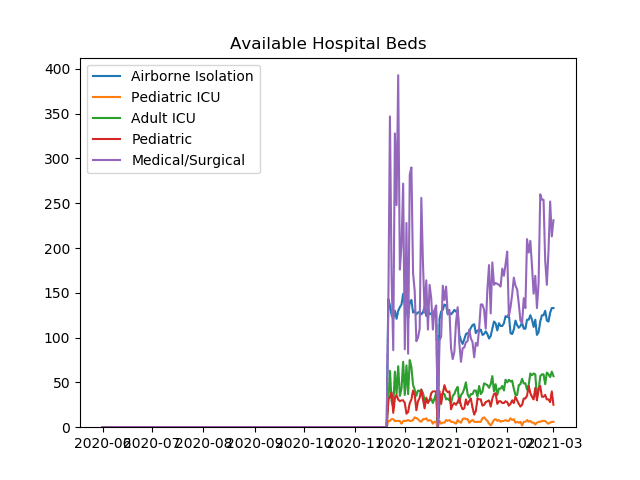 Available Hospital Beds
400
350
300
250
200
150
100
50
0
Airborne Isolation
Pediatric ICU
Adult ICU
Pediatric
Medical/Surgical
2020-06 2020-07 2020-08 2020-09 2020-10 2020-11 2020-12 2021-01 2021-02 2021-03